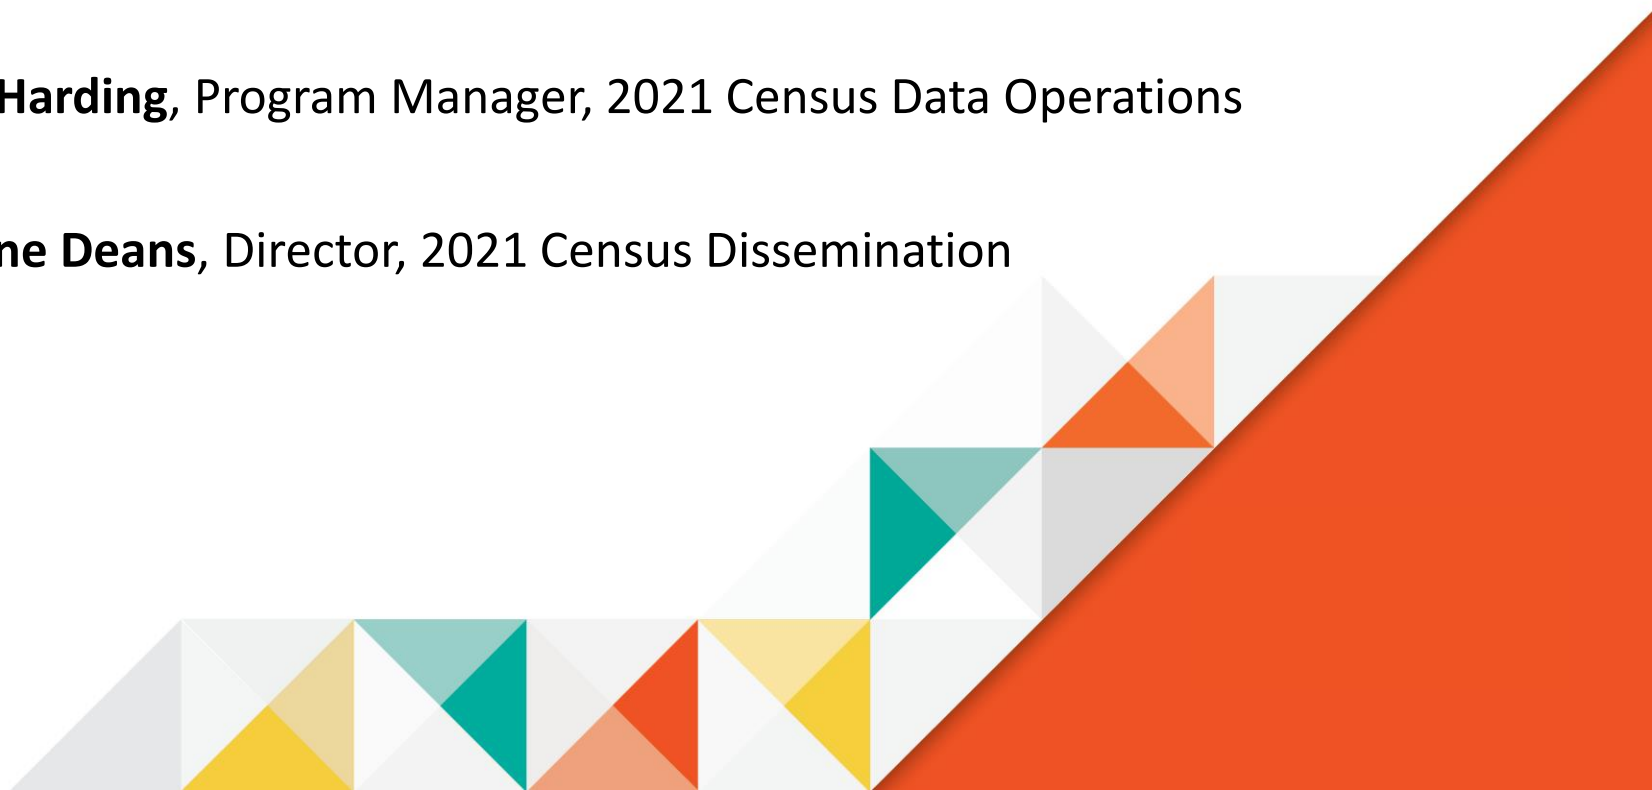 Harding, Program Manager, 2021 Census Data Operations
ne Deans, Director, 2021 Census Dissemination